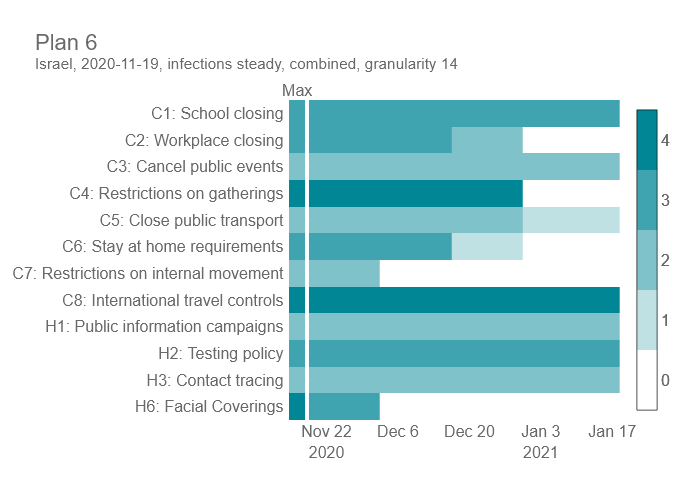 Plan 6
Israel, 2020-11-19, infections steady, combined, granularity 14
Max
C1: School closing
C2: Workplace closing
C3: Cancel public events
C4: Restrictions on gatherings
C5: Close public transport
C6: Stay at home requirements
C7: Restrictions on internal movement
C8: International travel controls
H1: Public information campaigns
H2: Testing policy
H3: Contact tracing
H6: Facial Coverings
4
3
2
1
0
Nov 22 Dec 6 Dec 20 Jan 3 Jan 17
2020 2021